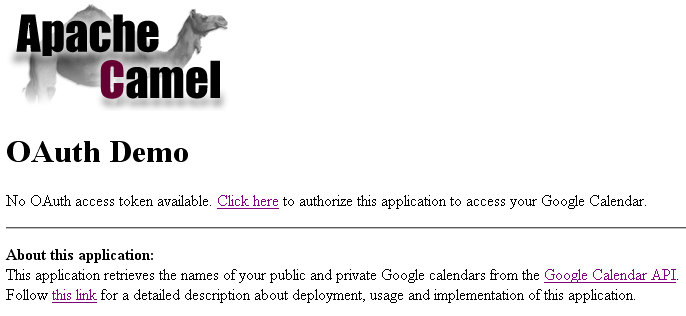 Apache
Camel
OAuth Demo
No OAuth access token available. Click here to authorize this application to access your Google Calendar.
About this application:
This application retrieves the names of your public and private Google calendars from the Google Calendar API.
Follow this link for a detailed description about deployment, usage and implementation of this application.